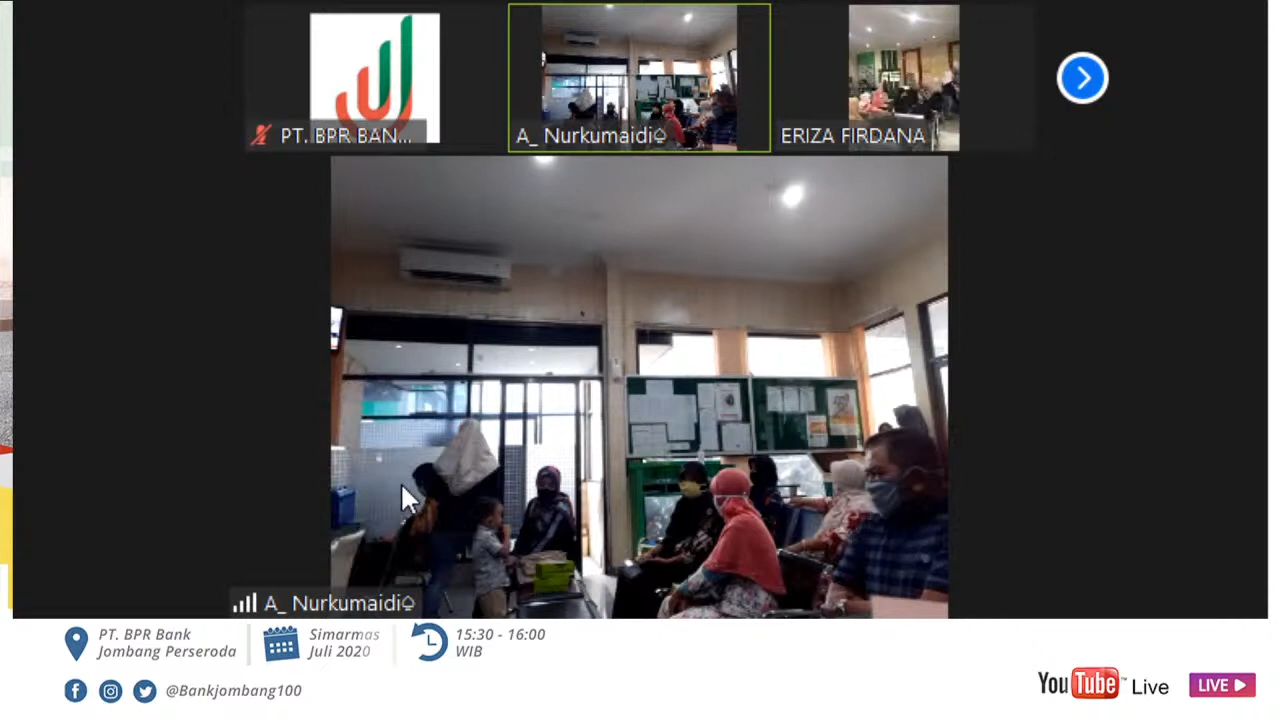 PT. BPR BAN...
A_ Nurkumaidi
ERIZA FIRDANA
A_ Nurkumaidi
PT. BPR Bank
Jombang Perseroda
Simarmas
Juli 2020
15:30 - 16:00
WIB
@Bankjombang100
YouTube Live
LIVE